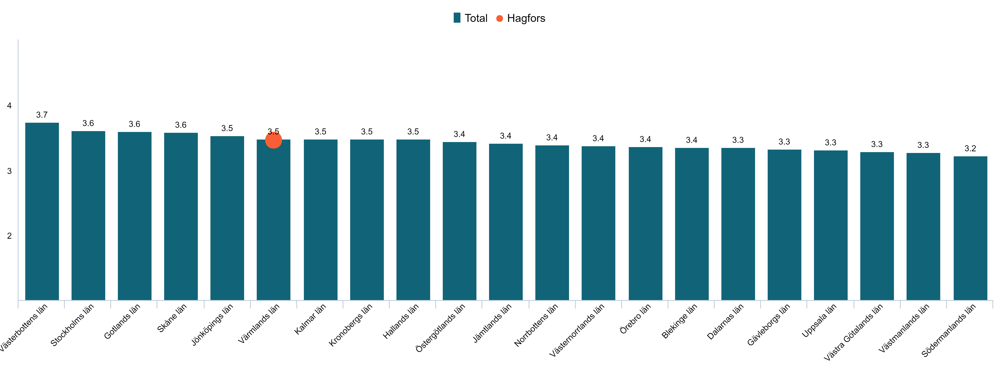 Total Hagfors
4
3
2
3.7 3.6 3.6 3.6 3.5 3.5 3.5 3.5 3.5 3.4 3.4 3.4 3.4 3.4 3.4 3.3 3.3 3.3 3.3 3.3 3.2
Västerbottens län
Stockholms län
Gotlands län
Skåne län
Jönköpings län
Värmlands län
Kalmar län
Kronobergs län
Hallands län
Östergötlands län
Jämtlands län
Norrbottens län
Västernorrlands län
Örebro län
Blekinge län
Dalarnas län
Gävleborgs län
Uppsala län
Västra Götalands län
Västmanlands län
Södermanlands län